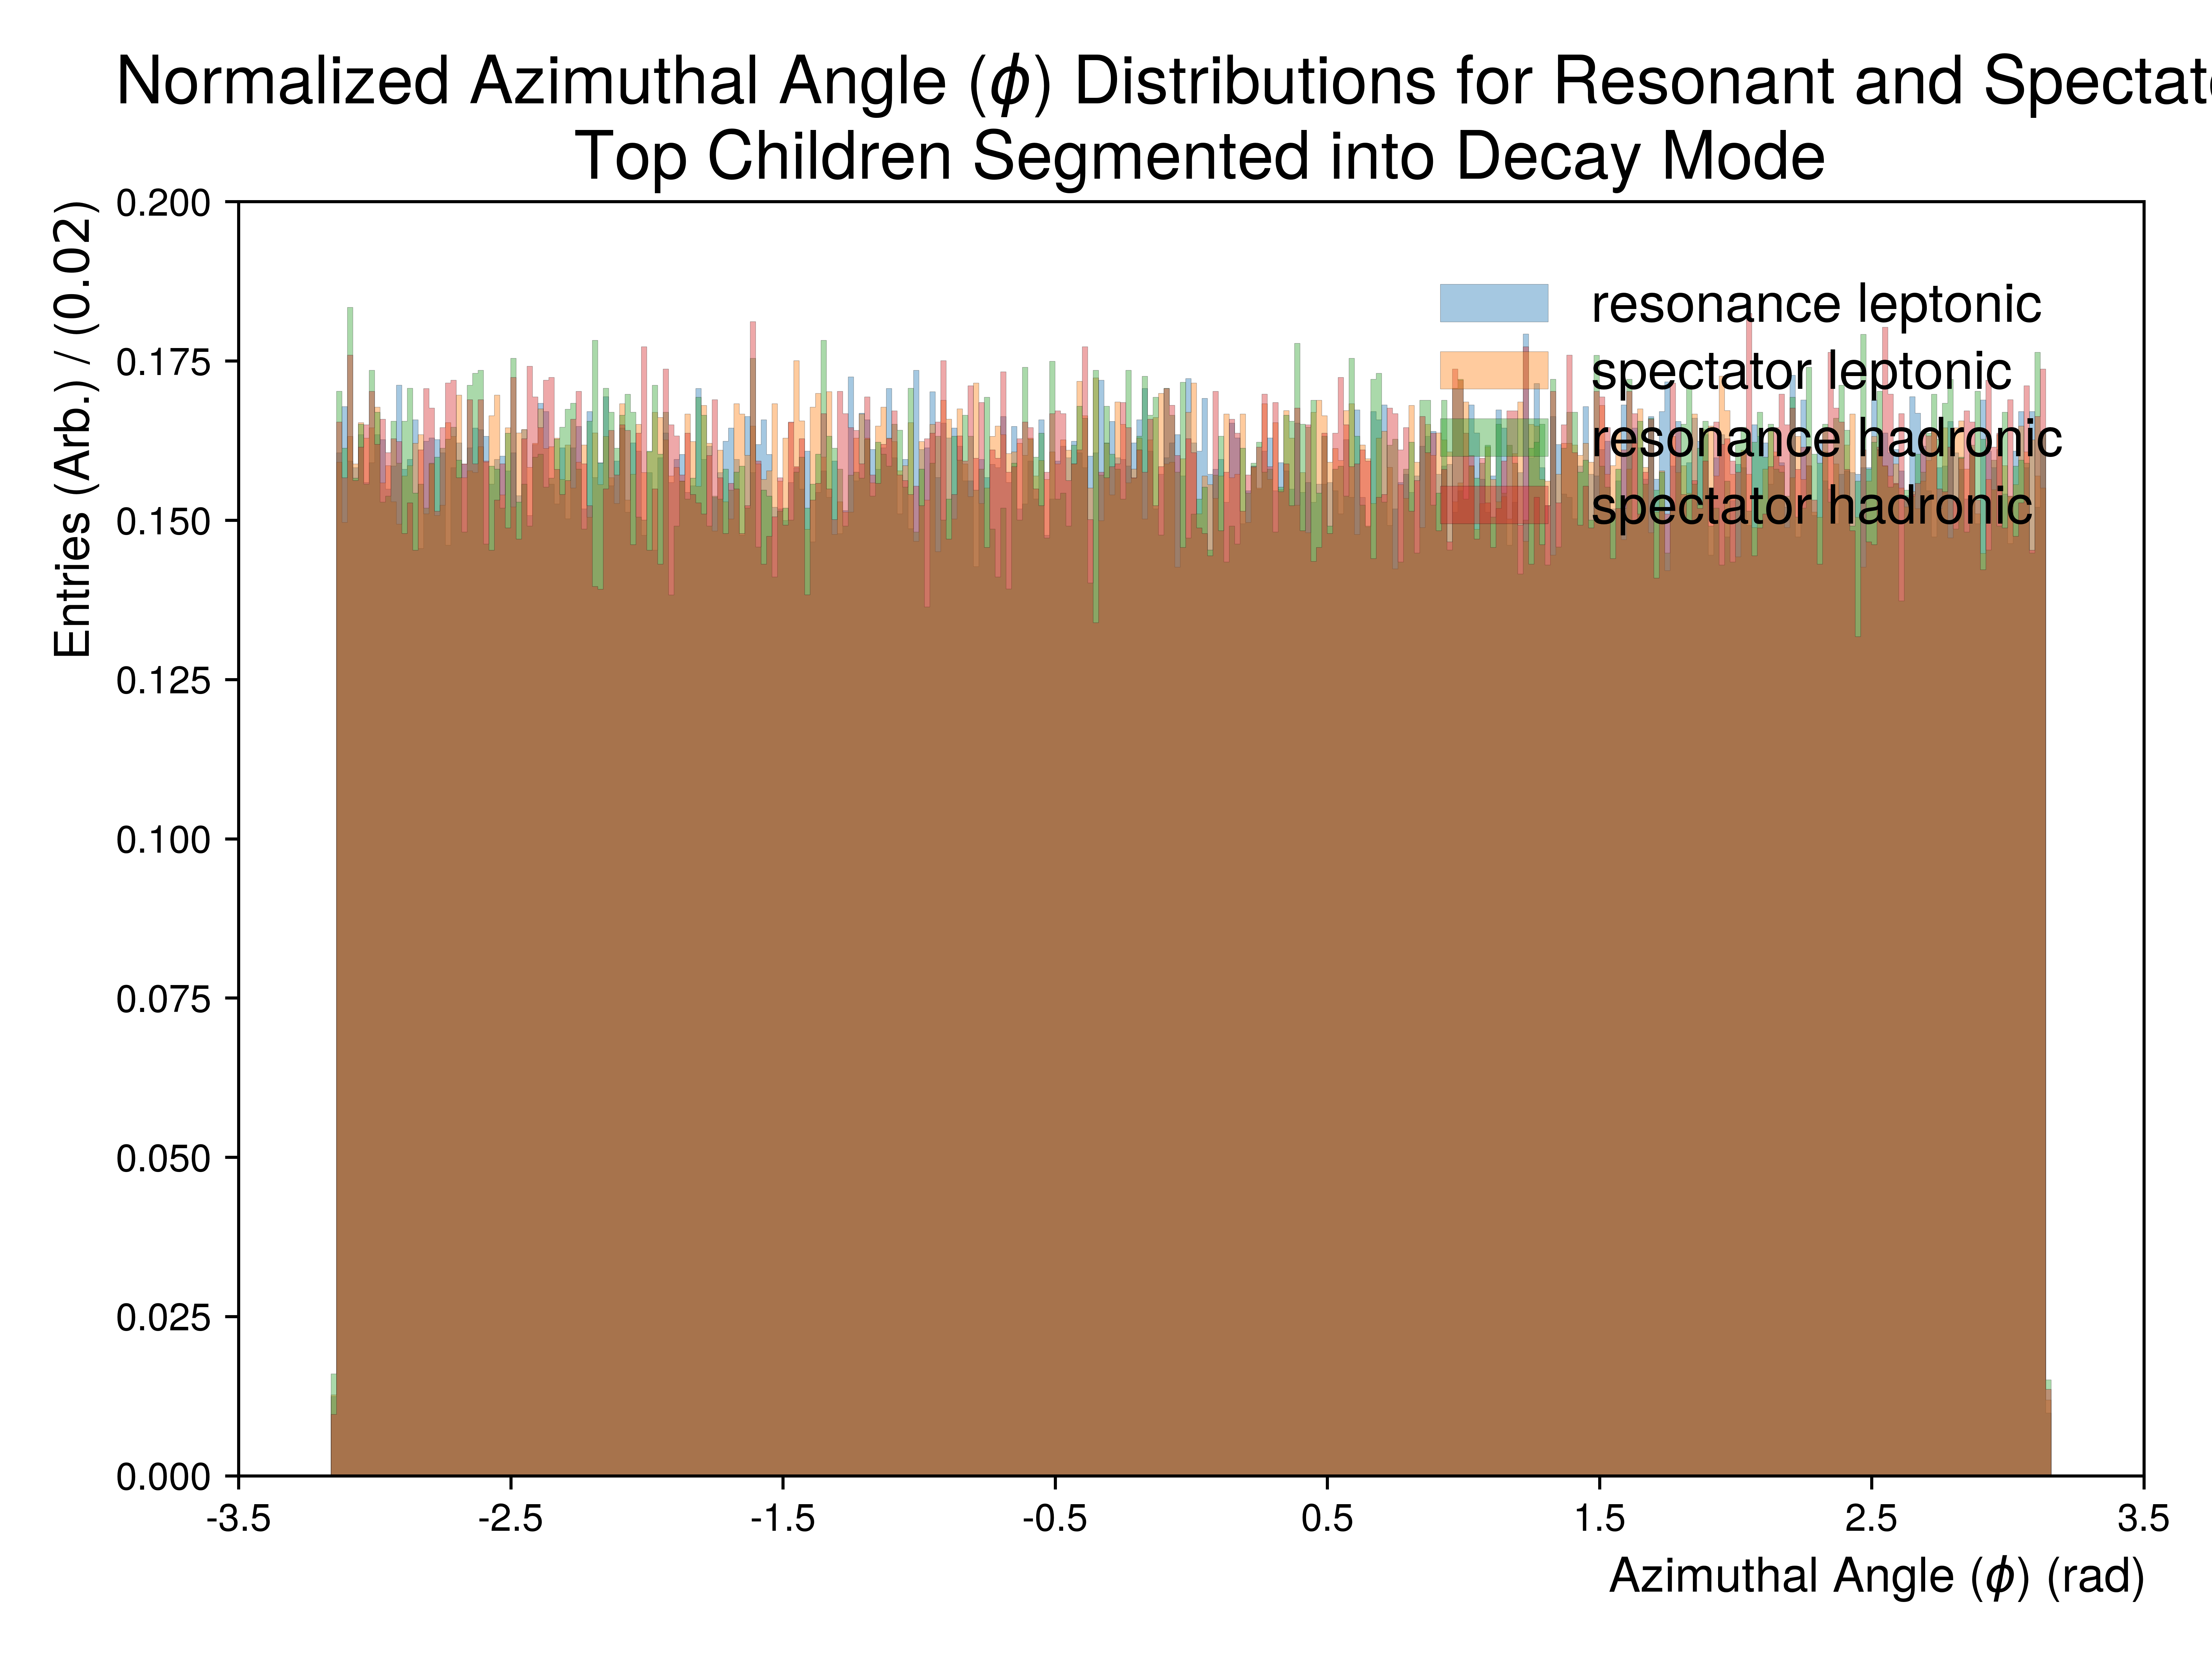 Normalized Azimuthal Angle (ϕ) Distributions for Resonant and Spectat
Top Children Segmented into Decay Mode
Entries (Arb.) / (0.02)
0.200
0.175
0.150
0.125
0.100
0.075
0.050
0.025
0.000
resonance leptonic
spectator leptonic
resonance hadronic
spectator hadronic
-3.5 -2.5 -1.5 -0.5 0.5 1.5 2.5 3.5
Azimuthal Angle (ϕ) (rad)